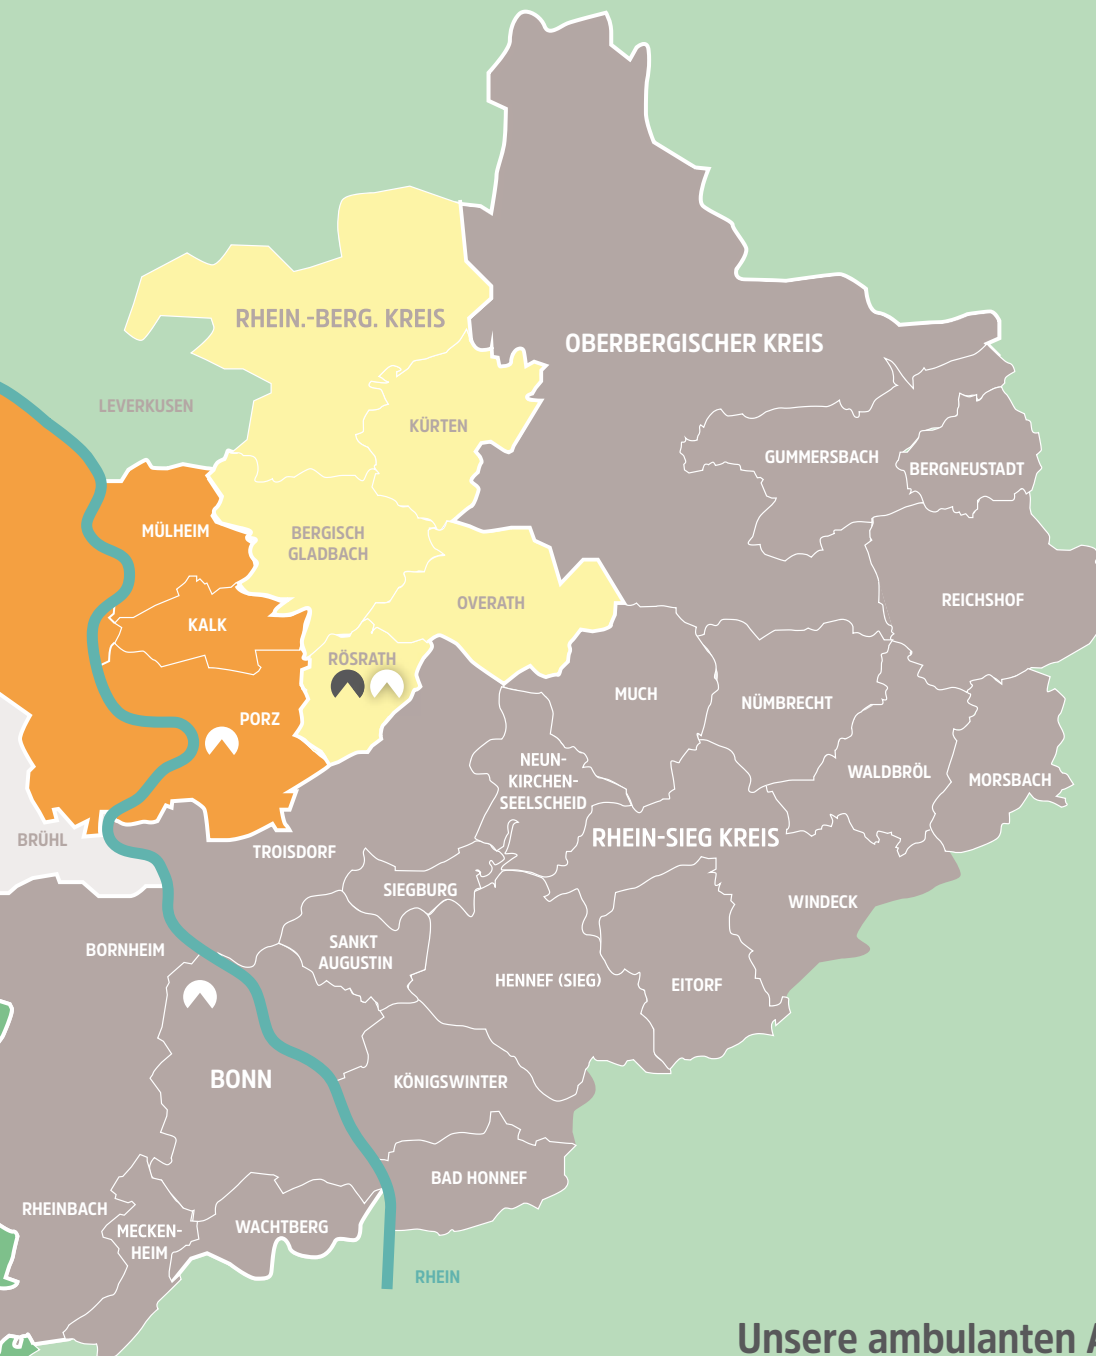 RHEIN.-BERG. KREIS
OBERBERGISCHER KREIS
LEVERKUSEN
KÜRTEN
GUMMERSBACH
BERGNEUSTADT
MÜLHEIM
BERGISCH
GLADBACH
REICHSHOF
OVERATH
KALK
RÖSRATH
MUCH
NÜMBRECHT
PORZ
NEUN-
KIRCHEN-
SEELSCHEID
WALDBRÖL
MORSBACH
BRÜHL
RHEIN-SIEG KREIS
TROISDORF
SIEGBURG
WINDECK
BORNHEIM
SANKT
AUGUSTIN
HENNEF (SIEG)
EITORF
BONN
KÖNIGSWINTER
BAD HONNEF
RHEINBACH
MECKEN-
HEIM
WACHTBERG
RHEIN
Unsere ambulanten A